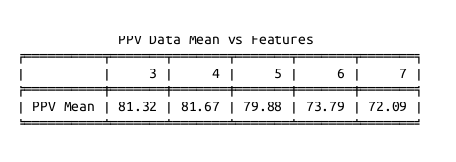 PPV Data Mean vs Features
3 4 5 6 7
PPV Mean 81.32 81.67 79.88 73.79 72.09